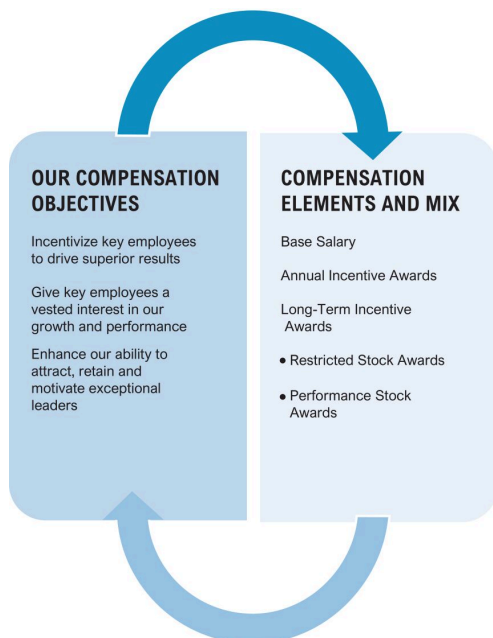 OUR COMPENSATION
OBJECTIVES
Incentivize key employees
to drive superior results
Give key employees a
vested interest in our
growth and performance
Enhance our ability to
attract, retain and
motivate exceptional
leaders
COMPENSATION
ELEMENTS AND MIX
Base Salary
Annual Incentive Awards
Long-Term Incentive
Awards
• Restricted Stock Awards
• Performance Stock
Awards